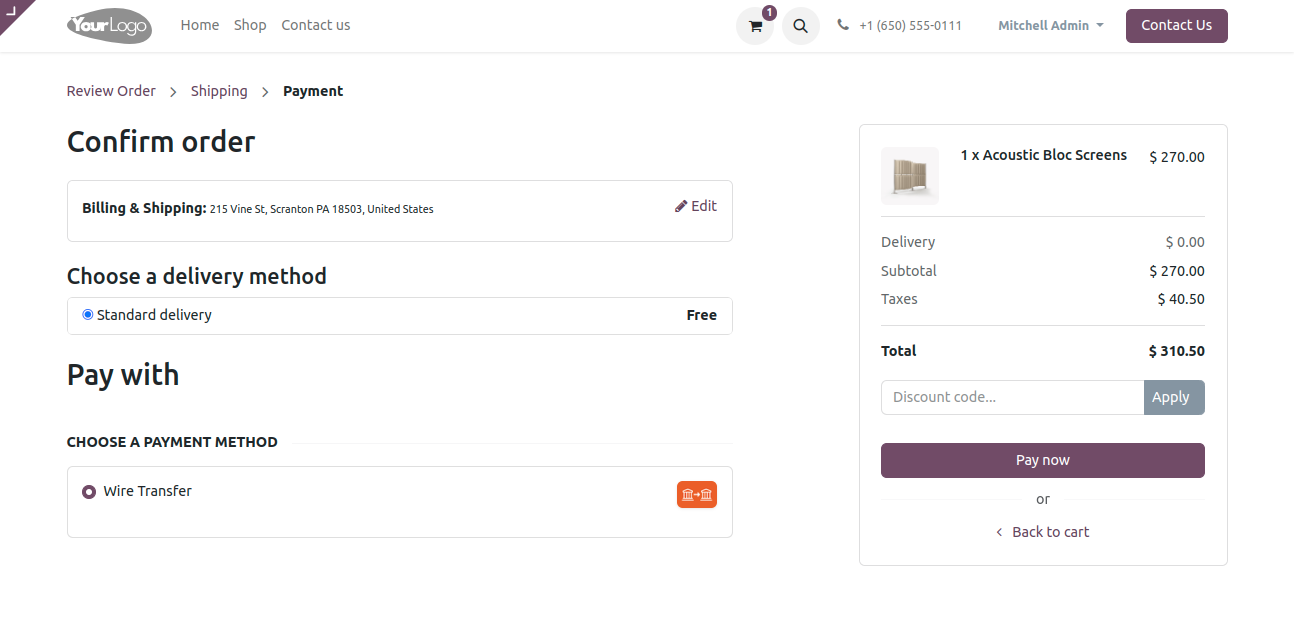 YourLogo
Home Shop Contact us
1
+1 (650) 555-0111
Mitchell Admin
Contact Us
Review Order > Shipping > Payment
Confirm order
Billing & Shipping: 215 Vine St, Scranton PA 18503, United States
Edit
Choose a delivery method
Standard delivery Free
Pay with
CHOOSE A PAYMENT METHOD
Wire Transfer
1 x Acoustic Bloc Screens $ 270.00
Delivery $ 0.00
Subtotal $ 270.00
Taxes $ 40.50
Total $ 310.50
Discount code... Apply
Pay now
or
< Back to cart